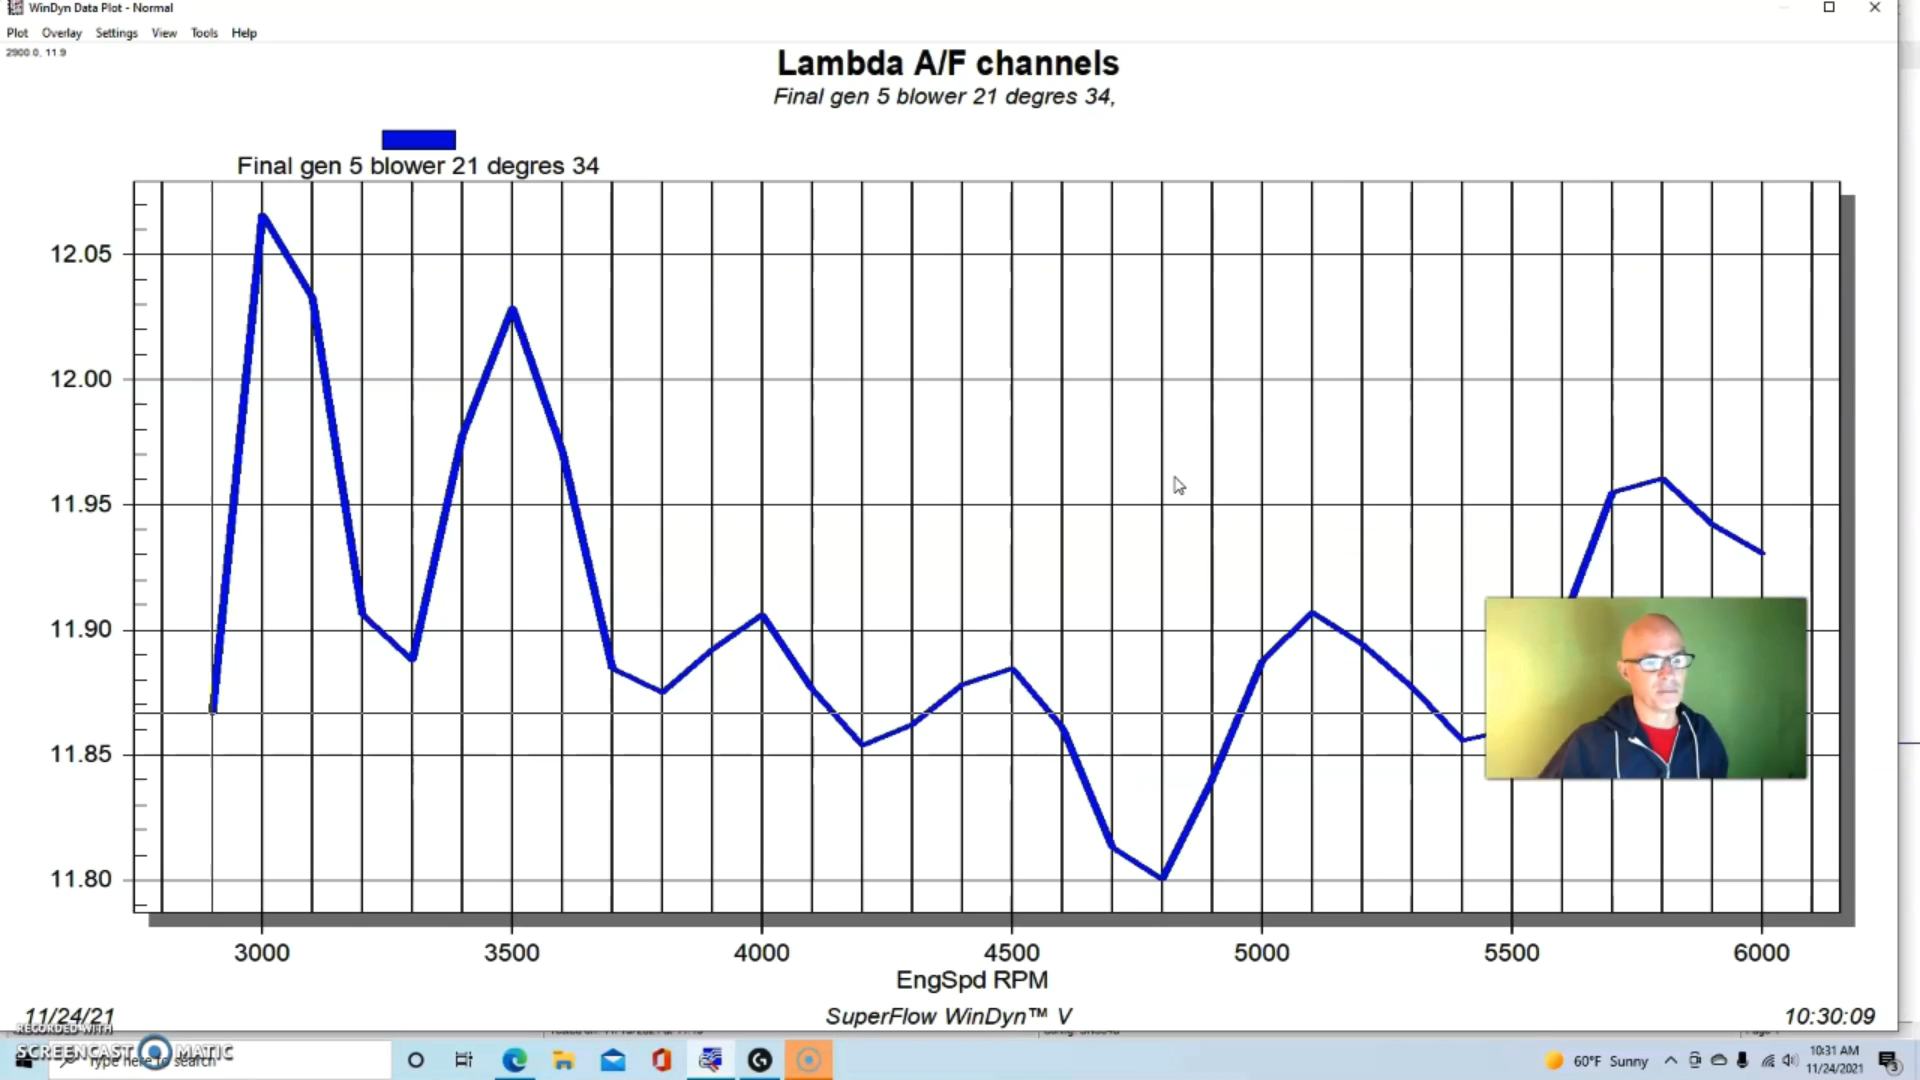 WinDyn Data Plot - Normal
Plot Overlay Settings View Tools Help
2900.0, 11.9
Lambda A/F channels
Final gen 5 blower 21 degres 34,
Final gen 5 blower 21 degres 34
12.05
12.00
11.95
11.90
11.85
11.80
3000 3500 4000 4500 5000 5500 6000
EngSpd RPM
11/24/21 SuperFlow WinDyn™ V 10:30:09
RECORDED WITH
SCREENCAST MATIC
Type here to search
60°F Sunny
10:31 AM
11/24/2021
3